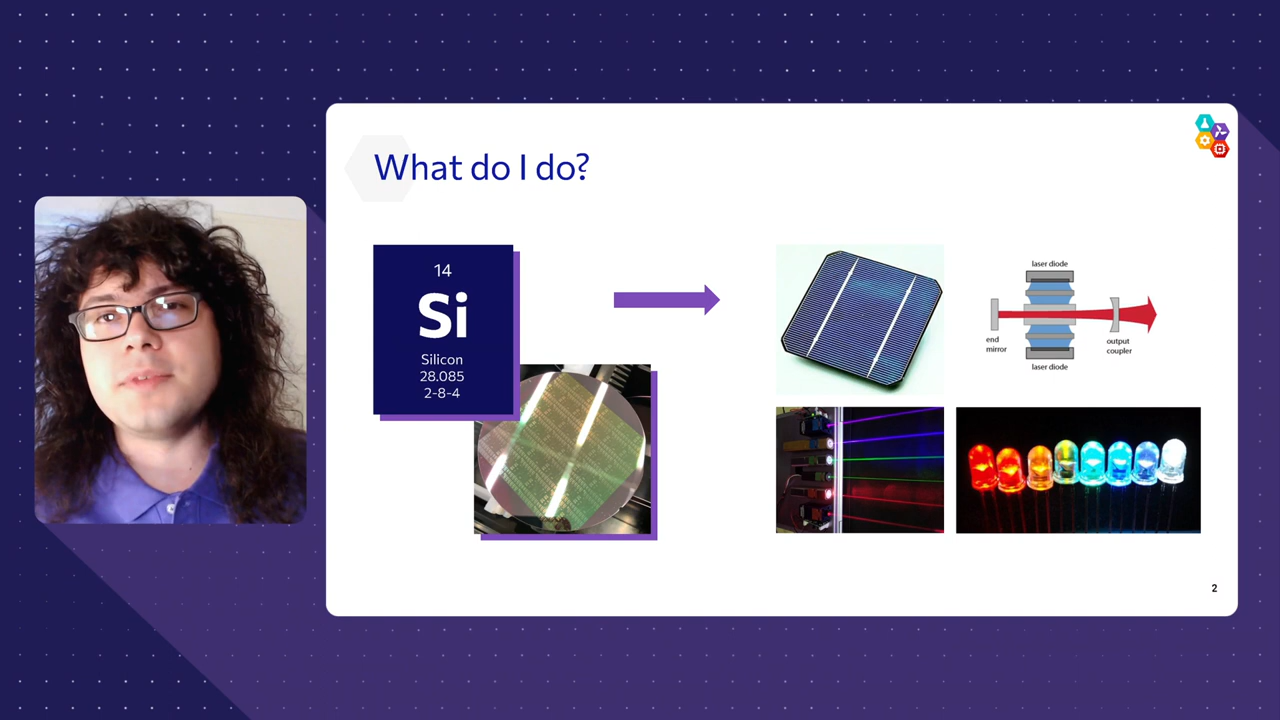 What do I do?
14
Si
Silicon
28.085
2-8-4
laser diode
end
mirror
output
coupler
laser diode
2